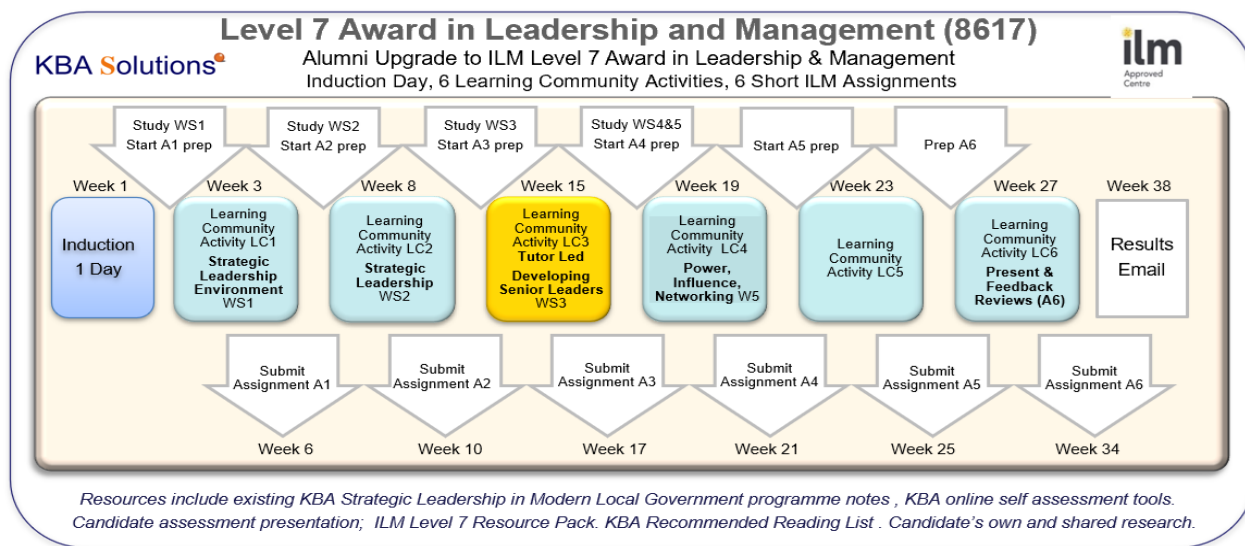 Level 7 Award in Leadership and Management (8617)
KBA Solutions
Alumni Upgrade to ILM Level 7 Award in Leadership & Management
Induction Day, 6 Learning Community Activities, 6 Short ILM Assignments
ilm
Approved
Centre
Study WS1
Start A1 prep
Study WS2
Start A2 prep
Study WS3
Start A3 prep
Study WS4&5
Start A4 prep
Start A5 prep
Prep A6
Week 1
Week 3
Week 8
Week 15
Week 19
Week 23
Week 27
Week 38
Induction
1 Day
Learning
Community
Activity LC1
Strategic
Leadership
Environment
WS1
Learning
Community
Activity LC2
Strategic
Leadership
WS2
Learning
Community
Activity LC3
Tutor Led
Developing
Senior Leaders
WS3
Learning
Community
Activity LC4
Power,
Influence,
Networking W5
Learning
Community
Activity LC5
Learning
Community
Activity LC6
Present &
Feedback
Reviews (A6)
Results
Email
Submit
Assignment A1
Submit
Assignment A2
Submit
Assignment A3
Submit
Assignment A4
Submit
Assignment A5
Submit
Assignment A6
Week 6
Week 10
Week 17
Week 21
Week 25
Week 34
Resources include existing KBA Strategic Leadership in Modern Local Government programme notes , KBA online self assessment tools.
Candidate assessment presentation; ILM Level 7 Resource Pack. KBA Recommended Reading List . Candidate's own and shared research.